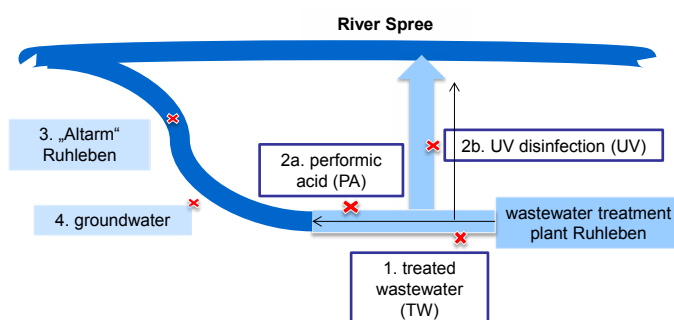 River Spree
3. „Altarm“
Ruhleben
2a. performic
acid (PA)
2b. UV disinfection (UV)
4. groundwater
wastewater treatment
plant Ruhleben
1. treated
wastewater
(TW)